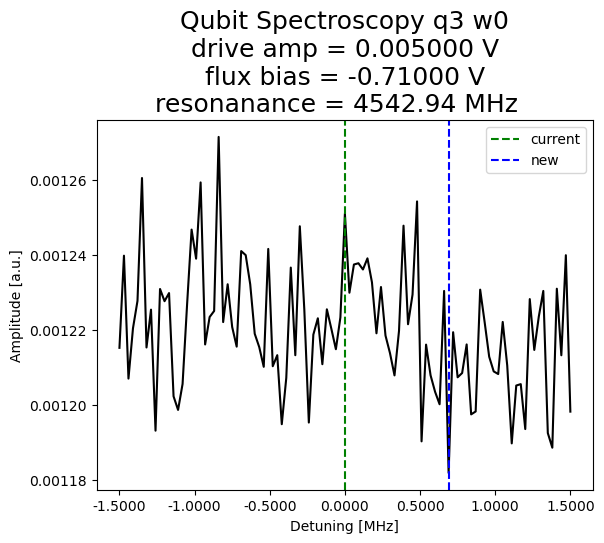 Qubit Spectroscopy q3 w0
drive amp = 0.005000 V
flux bias = -0.71000 V
resonanance = 4542.94 MHz
current
new
Amplitude [a.u.]
0.00126
0.00124
0.00122
0.00120
0.00118
-1.5000 -1.0000 -0.5000 0.0000 0.5000 1.0000 1.5000
Detuning [MHz]